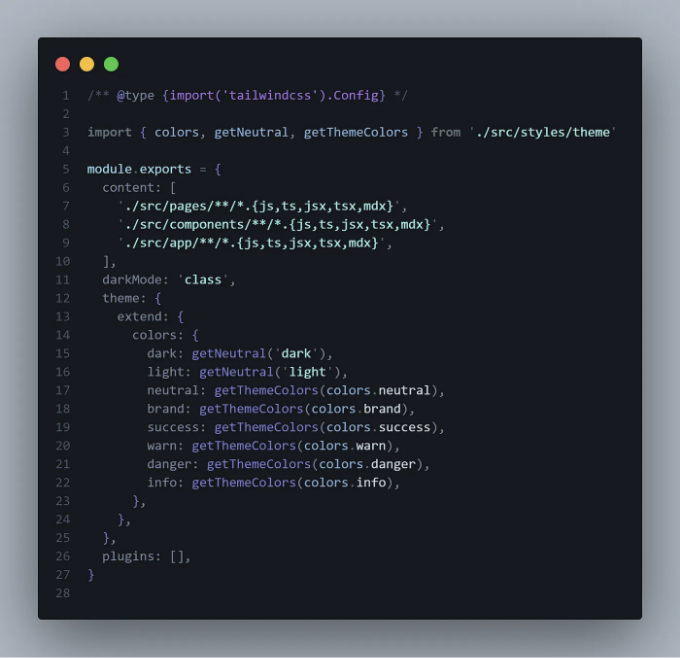 1 /** @type {import('tailwindcss').Config} */
2
3 import { colors, getNeutral, getThemeColors } from './src/styles/theme'
4
5 module.exports = {
6   content: [
7     './src/pages/**/*.{js,ts,jsx,tsx,mdx}',
8     './src/components/**/*.{js,ts,jsx,tsx,mdx}',
9     './src/app/**/*.{js,ts,jsx,tsx,mdx}',
10   ],
11   darkMode: 'class',
12   theme: {
13     extend: {
14       colors: {
15         dark: getNeutral('dark'),
16         light: getNeutral('light'),
17         neutral: getThemeColors(colors.neutral),
18         brand: getThemeColors(colors.brand),
19         success: getThemeColors(colors.success),
20         warn: getThemeColors(colors.warn),
21         danger: getThemeColors(colors.danger),
22         info: getThemeColors(colors.info),
23       },
24     },
25   },
26   plugins: [],
27 }
28